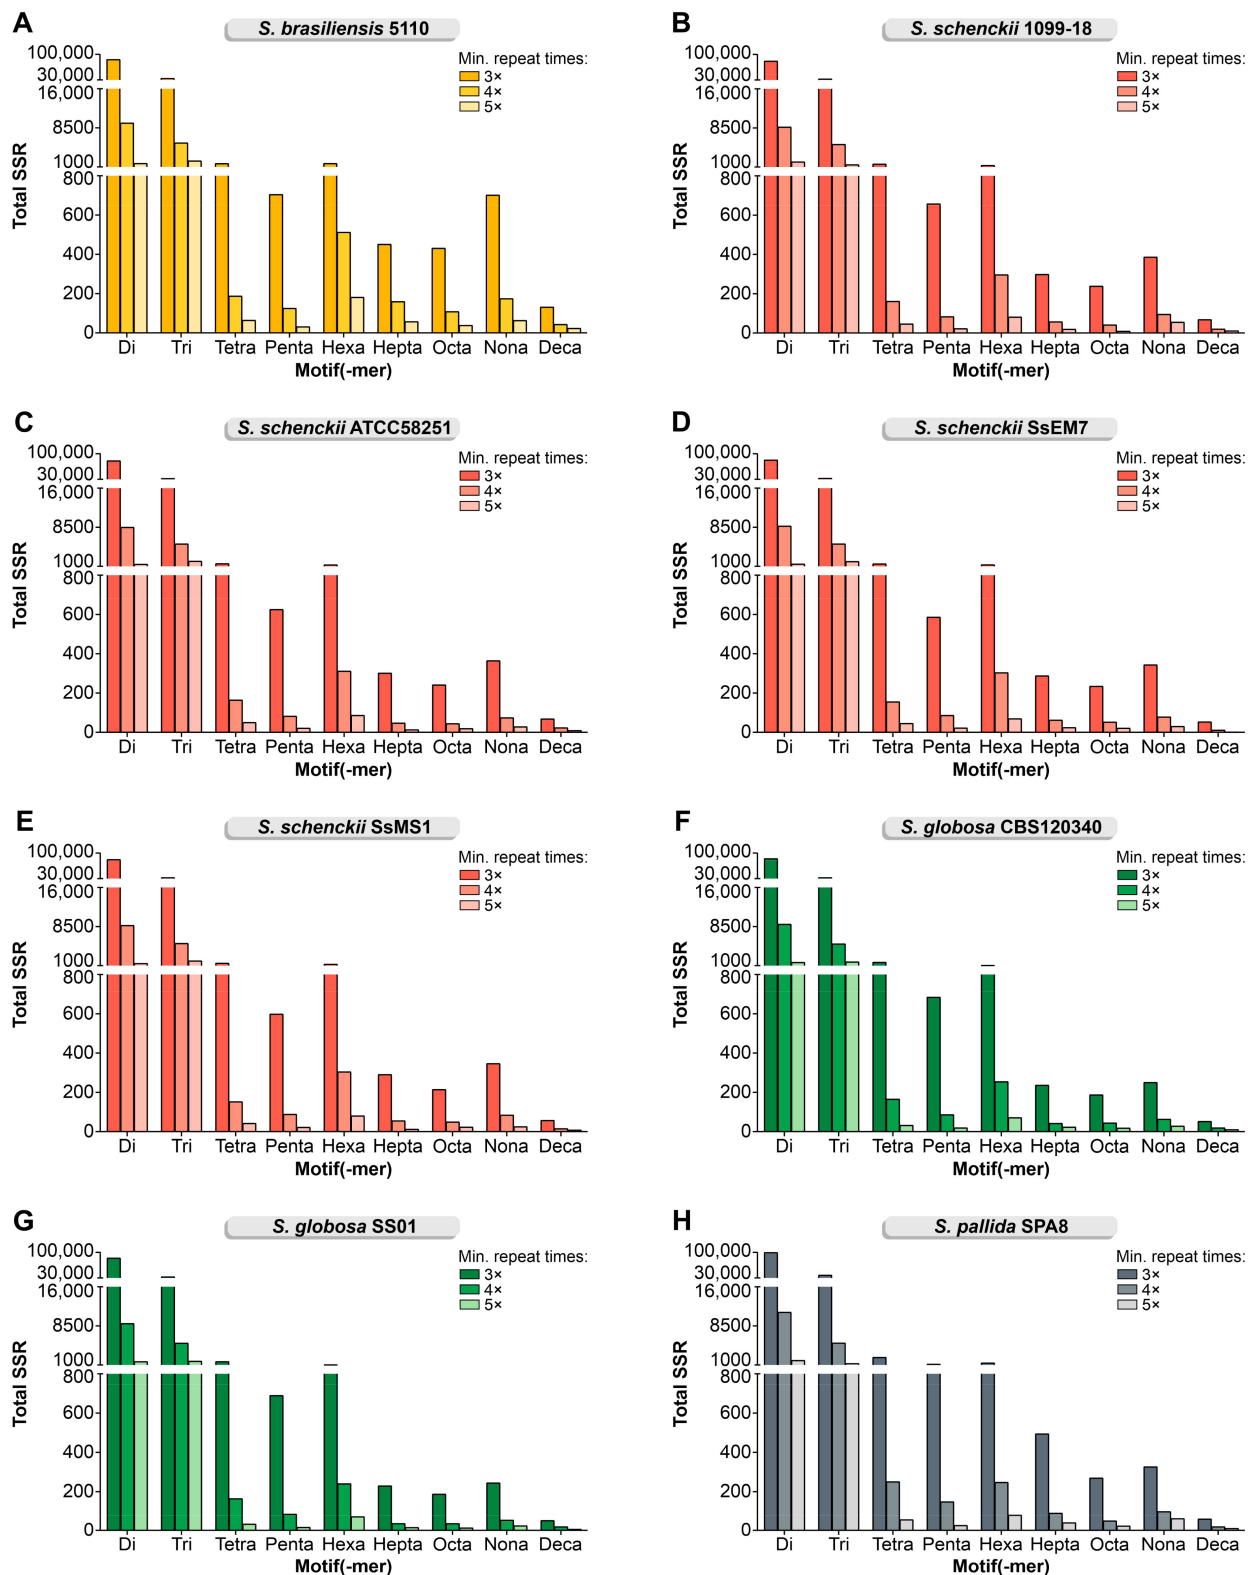 A
S. brasiliensis 5110
Min. repeat times:
3×
4×
5×
Total SSR
100,000
30,000
16,000
8500
1000
800
600
400
200
0
Di Tri Tetra Penta Hexa Hepta Octa Nona Deca
Motif(-mer)
B
S. schenckii 1099-18
Min. repeat times:
3×
4×
5×
Total SSR
100,000
30,000
16,000
8500
1000
800
600
400
200
0
Di Tri Tetra Penta Hexa Hepta Octa Nona Deca
Motif(-mer)
C
S. schenckii ATCC58251
Min. repeat times:
3×
4×
5×
Total SSR
100,000
30,000
16,000
8500
1000
800
600
400
200
0
Di Tri Tetra Penta Hexa Hepta Octa Nona Deca
Motif(-mer)
D
S. schenckii SsEM7
Min. repeat times:
3×
4×
5×
Total SSR
100,000
30,000
16,000
8500
1000
800
600
400
200
0
Di Tri Tetra Penta Hexa Hepta Octa Nona Deca
Motif(-mer)
E
S. schenckii SsMS1
Min. repeat times:
3×
4×
5×
Total SSR
100,000
30,000
16,000
8500
1000
800
600
400
200
0
Di Tri Tetra Penta Hexa Hepta Octa Nona Deca
Motif(-mer)
F
S. globosa CBS120340
Min. repeat times:
3×
4×
5×
Total SSR
100,000
30,000
16,000
8500
1000
800
600
400
200
0
Di Tri Tetra Penta Hexa Hepta Octa Nona Deca
Motif(-mer)
G
S. globosa SS01
Min. repeat times:
3×
4×
5×
Total SSR
100,000
30,000
16,000
8500
1000
800
600
400
200
0
Di Tri Tetra Penta Hexa Hepta Octa Nona Deca
Motif(-mer)
H
S. pallida SPA8
Min. repeat times:
3×
4×
5×
Total SSR
100,000
30,000
16,000
8500
1000
800
600
400
200
0
Di Tri Tetra Penta Hexa Hepta Octa Nona Deca
Motif(-mer)